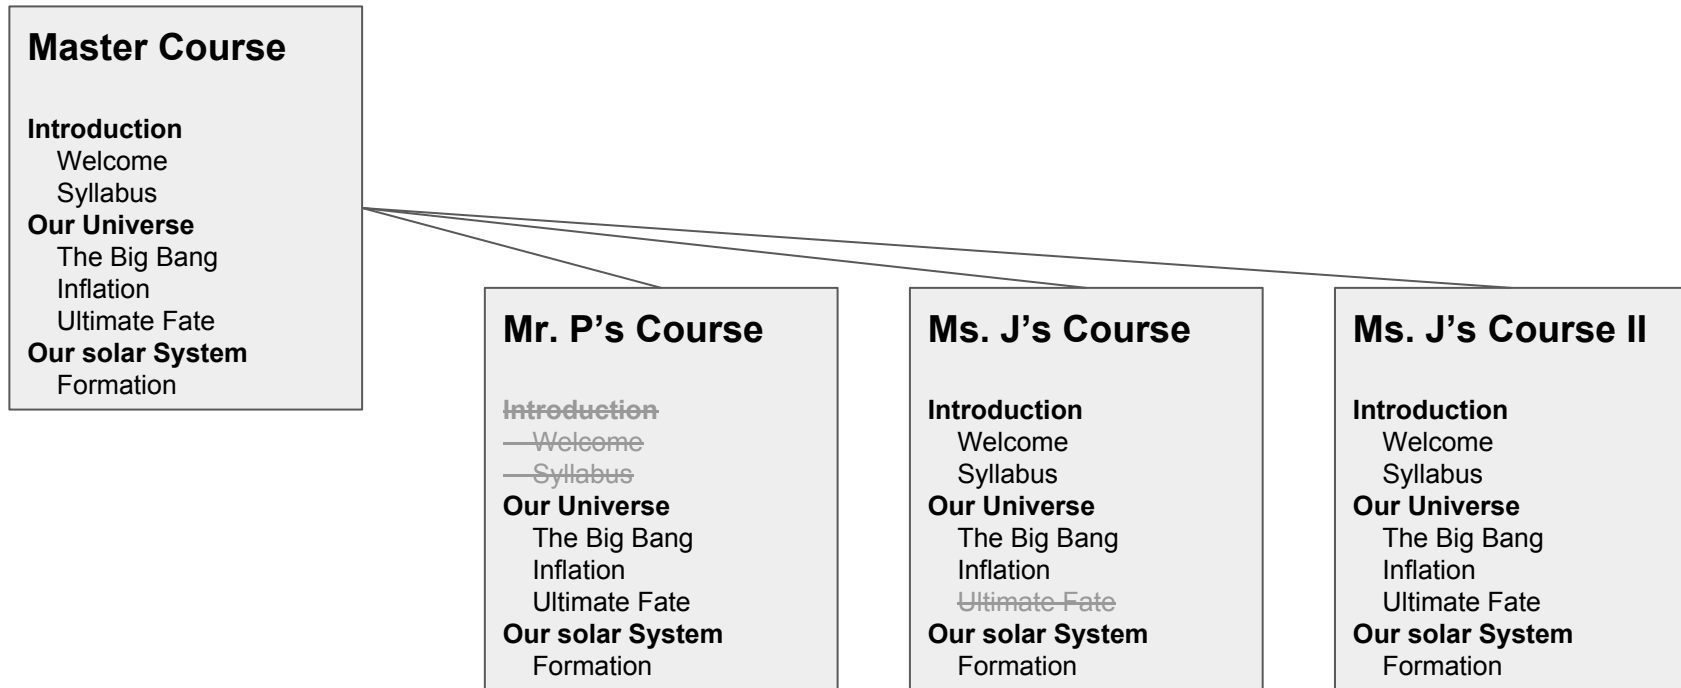 Master Course
Introduction
Welcome
Syllabus
Our Universe
The Big Bang
Inflation
Ultimate Fate
Our solar System
Formation
Mr. P’s Course
Introduction
Welcome
Syllabus
Our Universe
The Big Bang
Inflation
Ultimate Fate
Our solar System
Formation
Ms. J’s Course
Introduction
Welcome
Syllabus
Our Universe
The Big Bang
Inflation
Ultimate Fate
Our solar System
Formation
Ms. J’s Course II
Introduction
Welcome
Syllabus
Our Universe
The Big Bang
Inflation
Ultimate Fate
Our solar System
Formation